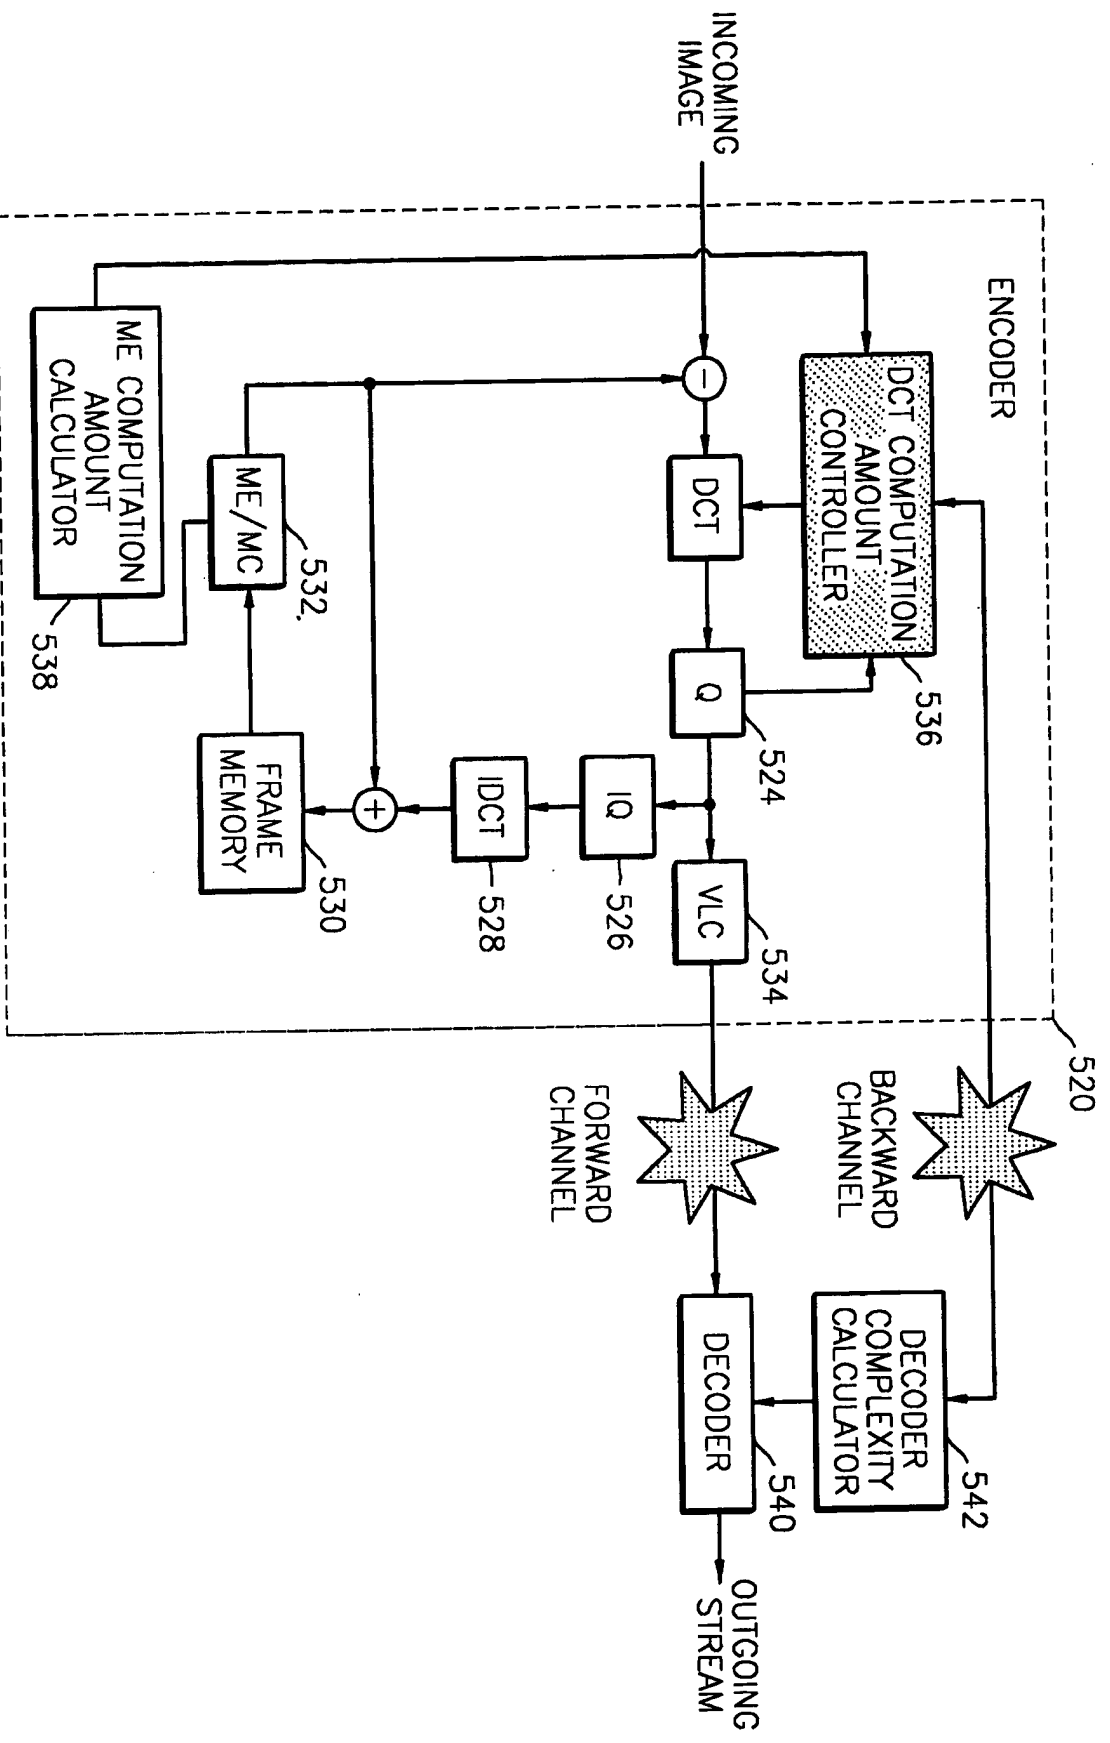 INCOMING
IMAGE
ENCODER
520
DCT COMPUTATION
AMOUNT
CONTROLLER
536
DCT
Q
524
VLC
534
IQ
526
IDCT
528
+
-
FRAME
MEMORY
530
ME/MC
532.
ME COMPUTATION
AMOUNT
CALCULATOR
538
BACKWARD
CHANNEL
FORWARD
CHANNEL
DECODER
COMPLEXITY
CALCULATOR
542
DECODER
540
OUTGOING
STREAM